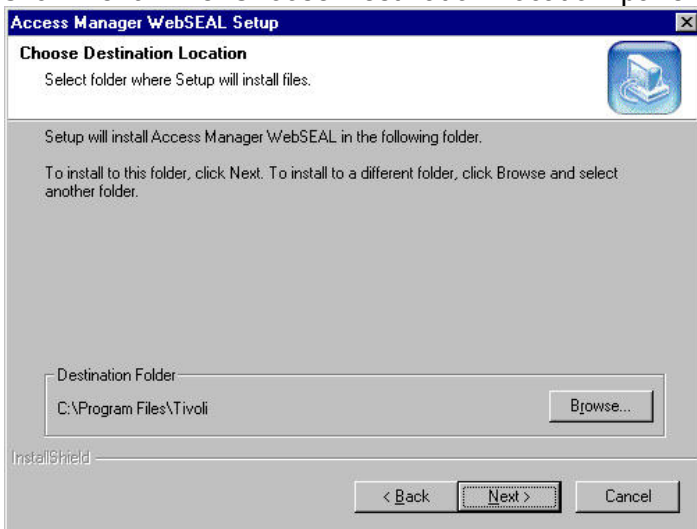 Access Manager WebSEAL Setup
Choose Destination Location
Select folder where Setup will install files.
Setup will install Access Manager WebSEAL in the following folder.
To install to this folder, click Next. To install to a different folder, click Browse and select
another folder.
Destination Folder
C:\Program Files\Tivoli
Browse...
InstallShield
< Back
Next >
Cancel